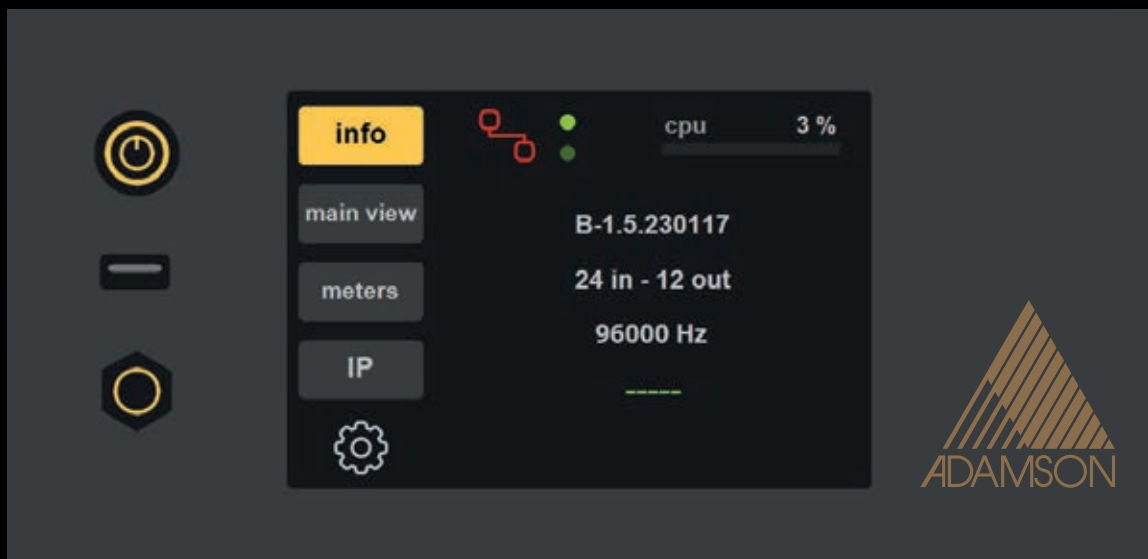 info
cpu 3 %
main view
B-1.5.230117
24 in - 12 out
meters
96000 Hz
IP
-----
ADAMSON